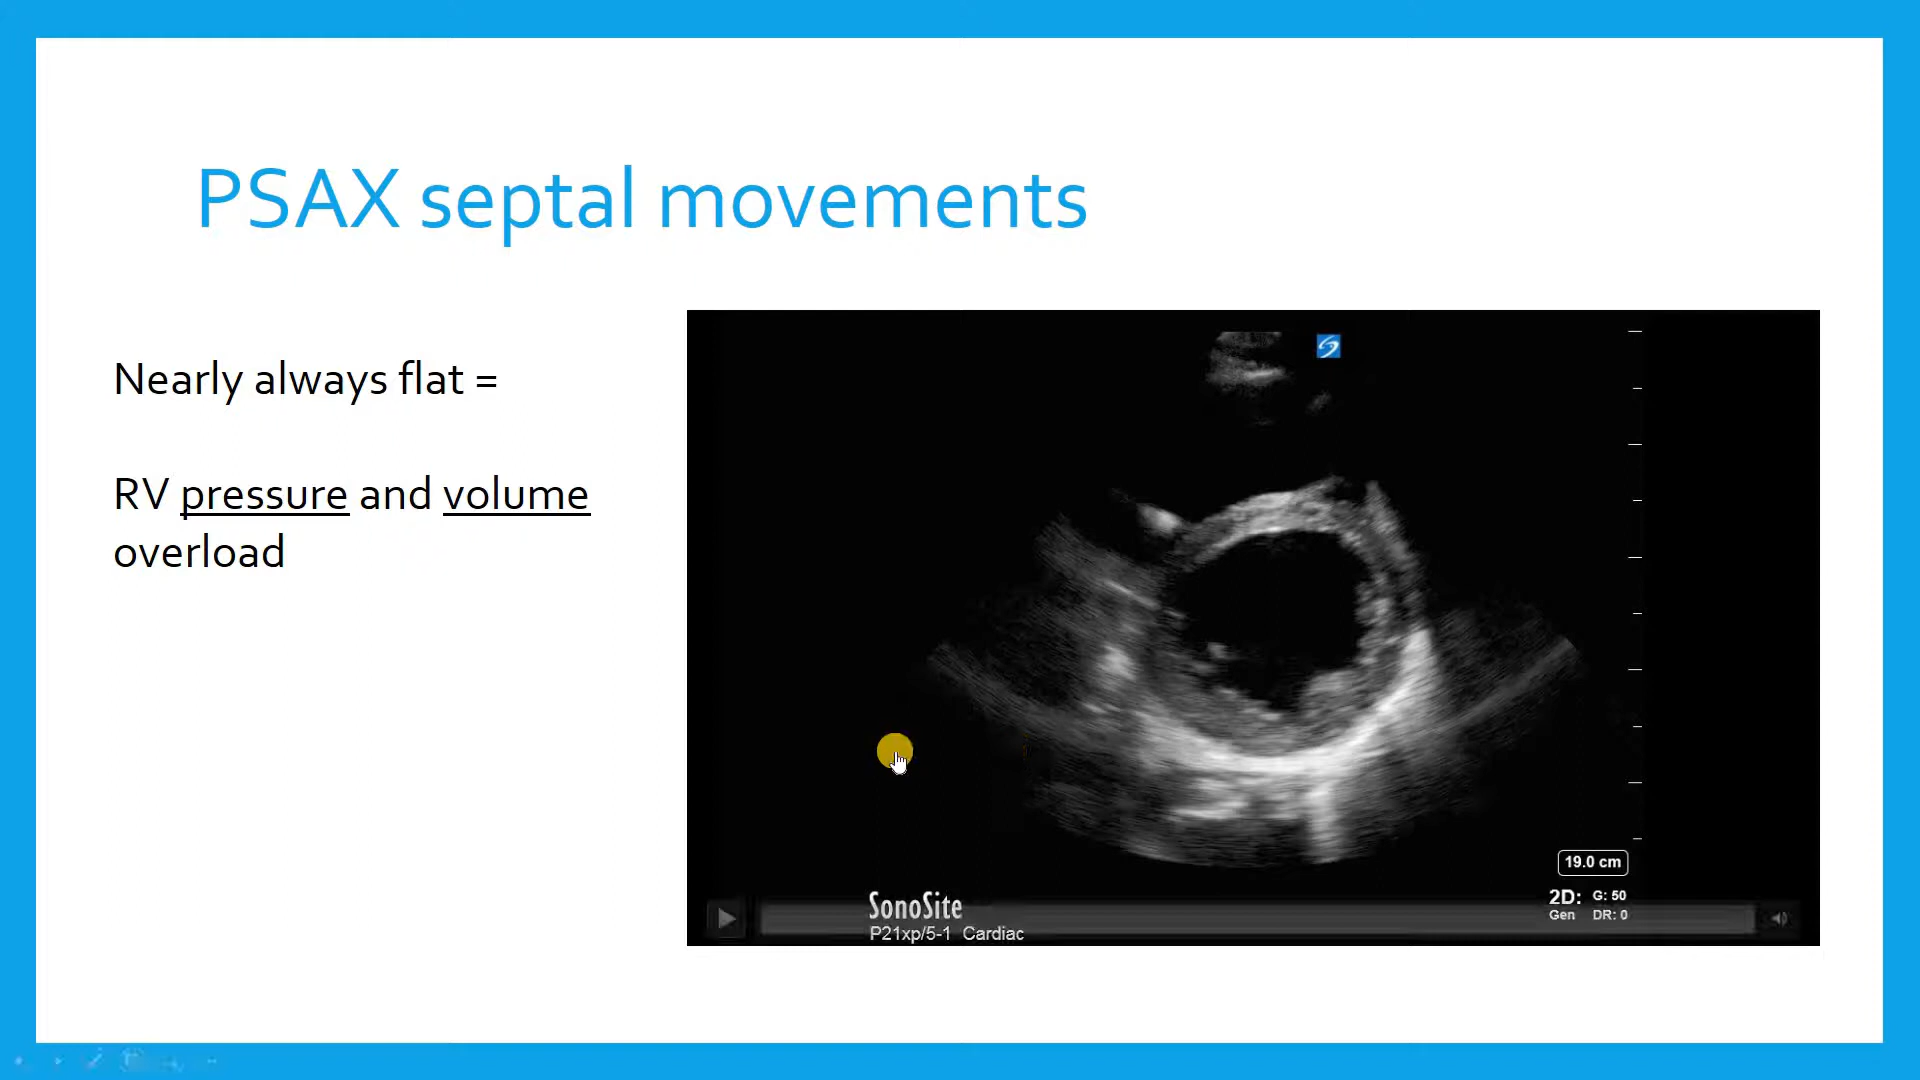 PSAX septal movements
Nearly always flat =
RV pressure and volume
overload
19.0 cm
2D: G: 50
Gen DR: 0
SonoSite
P21xp/5-1 Cardiac